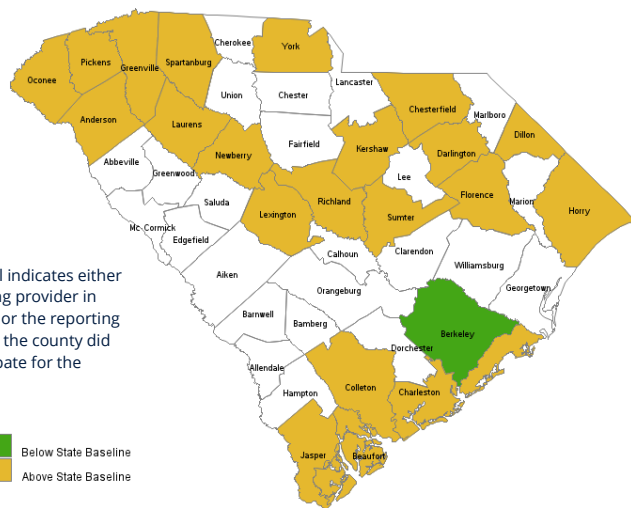 Cherokee
York
Oconee
Pickens
Greenville
Spartanburg
Lancaster
Union
Chester
Chesterfield
Marlboro
Anderson
Laurens
Dillon
Fairfield
Kershaw
Darlington
Newberry
Abbeville
Greenwood
Lee
Florence
Marion
Saluda
Richland
Horry
Lexington
Sumter
Mc Cormick
Edgefield
Calhoun
Clarendon
Williamsburg
Aiken
Georgetown
Orangeburg
l indicates either
ng provider in
or the reporting
the county did
pate for the
Barnwell
Bamberg
Berkeley
Dorchester
Allendale
Colleton
Charleston
Hampton
Jasper
Beaufort
Below State Baseline
Above State Baseline